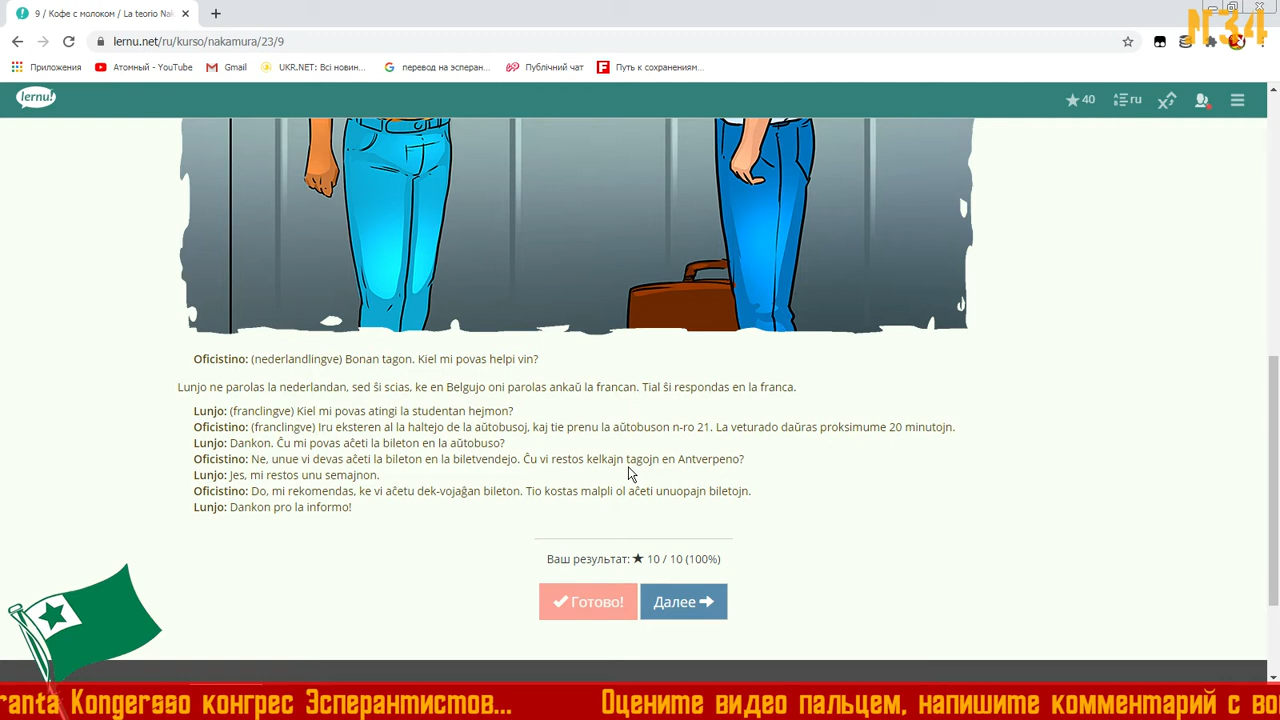 9 / Кофе с молоком / La teorio Nak
N34
lernu.net/ru/kurso/nakamura/23/9
Приложения
Атомный - YouTube
Gmail
UKR.NET: Всі новин...
перевод на эсперан...
Публічний чат
Путь к сохранениям...
lernu!
40
ru
Oficistino: (nederlandlingve) Bonan tagon. Kiel mi povas helpi vin?
Lunjo ne parolas la nederlandan, sed ŝi scias, ke en Belgujo oni parolas ankaŭ la francan. Tial ŝi respondas en la franca.
Lunjo: (franclingve) Kiel mi povas atingi la studentan hejmon?
Oficistino: (franclingve) Iru eksteren al la haltejo de la aŭtobusoj, kaj tie prenu la aŭtobuson n-ro 21. La veturado daŭras proksimume 20 minutojn.
Lunjo: Dankon. Ĉu mi povas aĉeti la bileton en la aŭtobuso?
Oficistino: Ne, unue vi devas aĉeti la bileton en la biletvendejo. Ĉu vi restos kelkajn tagojn en Antverpeno?
Lunjo: Jes, mi restos unu semajnon.
Oficistino: Do, mi rekomendas, ke vi aĉetu dek-vojaĝan bileton. Tio kostas malpli ol aĉeti unuopajn biletojn.
Lunjo: Dankon pro la informo!
Ваш результат: ★ 10 / 10 (100%)
Готово!
Далее
ranta Kongersso конгрес Эсперантистов...
Оцените видео пальцем, напишите комментарий с во